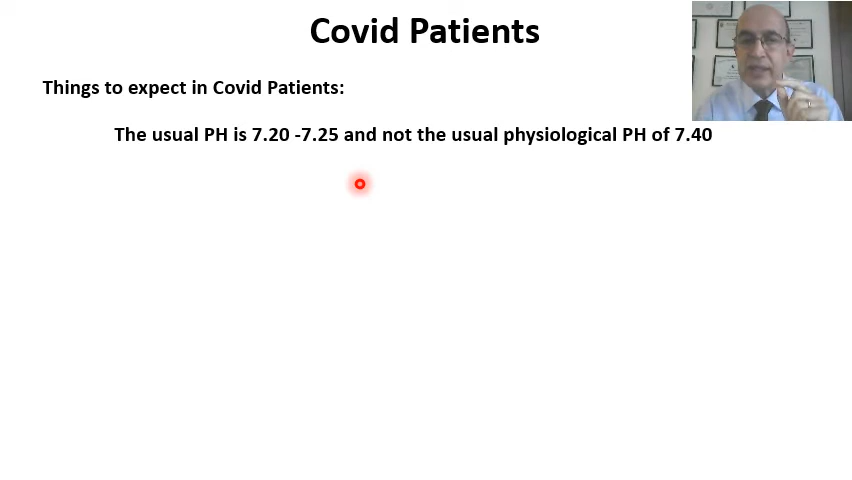 Covid Patients
Things to expect in Covid Patients:
The usual PH is 7.20 -7.25 and not the usual physiological PH of 7.40